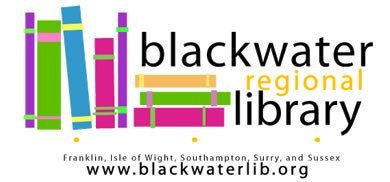 blackwater
regional
library
Franklin, Isle of Wight, Southampton, Surry, and Sussex
www.blackwaterlib.org